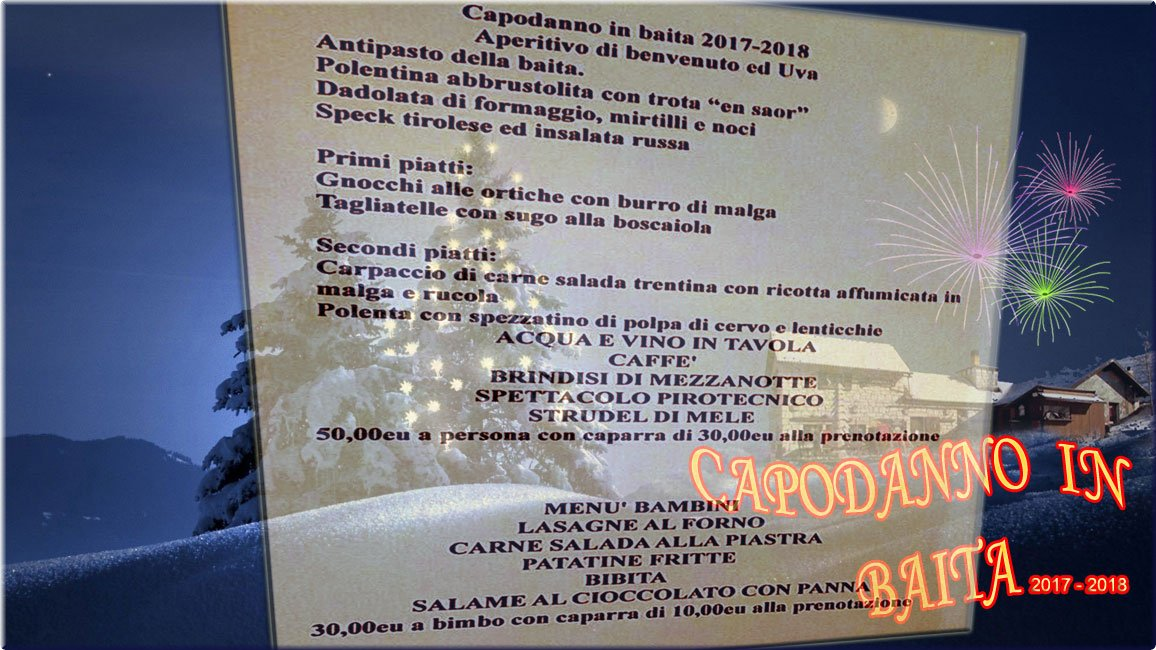 Capodanno in baita 2017-2018
Aperitivo di benvenuto ed Uva
Antipasto della baita.
Polentina abbrustolita con trota “en saor”
Dadolata di formaggio, mirtilli e noci
Speck tirolese ed insalata russa
Primi piatti:
Gnocchi alle ortiche con burro di malga
Tagliatelle con sugo alla boscaiola
Secondi piatti:
Carpaccio di carne salada trentina con ricotta affumicata in
malga e rucola
Polenta con spezzatino di polpa di cervo e lenticchie
ACQUA E VINO IN TAVOLA
CAFFE'
BRINDISI DI MEZZANOTTE
SPETTACOLO PIROTECNICO
STRUDEL DI MELE
50,00eu a persona con caparra di 30,00eu alla prenotazione
MENU' BAMBINI
LASAGNE AL FORNO
CARNE SALADA ALLA PIASTRA
PATATINE FRITTE
BIBITA
SALAME AL CIOCCOLATO CON PANNA
30,00eu a bimbo con caparra di 10,00eu alla prenotazione
CAPODANNO IN
BAITA 2017 - 2018